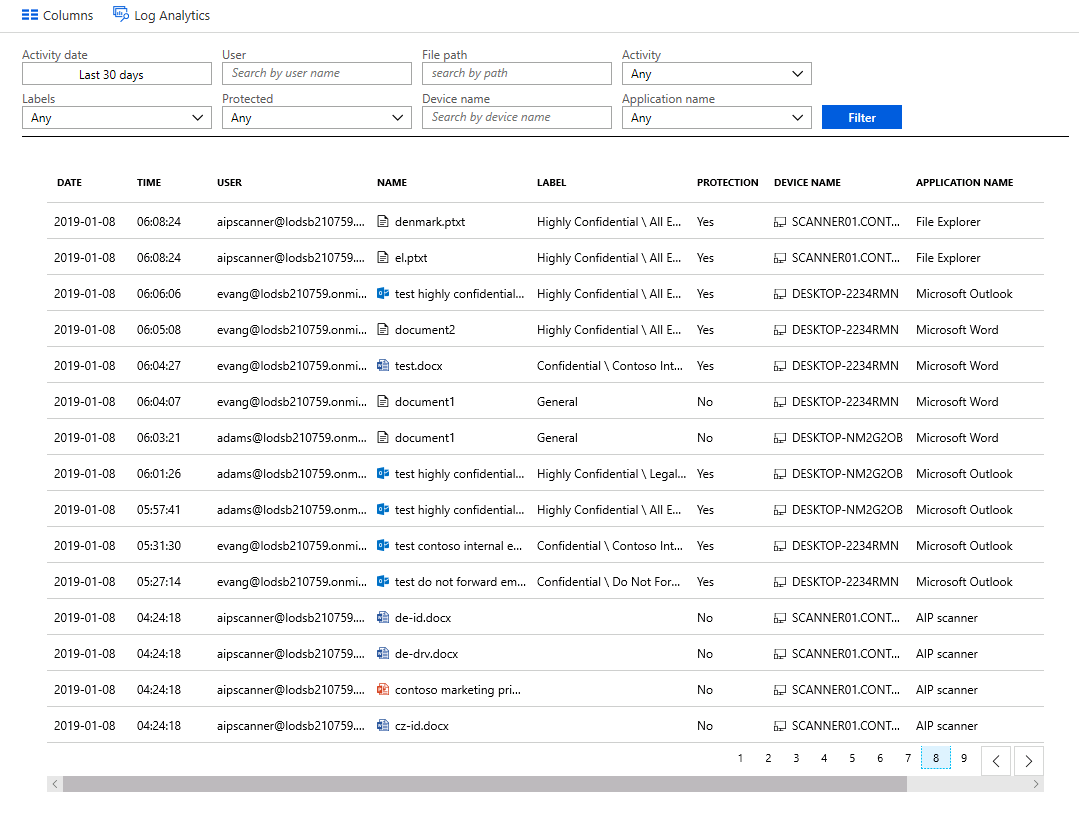 Columns Log Analytics
Activity date User File path Activity
Last 30 days Search by user name search by path Any
Labels Protected Device name Application name
Any Any Search by device name Any Filter
DATE TIME USER NAME LABEL PROTECTION DEVICE NAME APPLICATION NAME
2019-01-08 06:08:24 aipscanner@lodsb210759.... denmark.ptxt Highly Confidential \ All E... Yes SCANNER01.CONT... File Explorer
2019-01-08 06:08:24 aipscanner@lodsb210759.... el.ptxt Highly Confidential \ All E... Yes SCANNER01.CONT... File Explorer
2019-01-08 06:06:06 evang@lodsb210759.onmi... test highly confidential... Highly Confidential \ All E... Yes DESKTOP-2234RMN Microsoft Outlook
2019-01-08 06:05:08 evang@lodsb210759.onmi... document2 Highly Confidential \ All E... Yes DESKTOP-2234RMN Microsoft Word
2019-01-08 06:04:27 evang@lodsb210759.onmi... test.docx Confidential \ Contoso Int... Yes DESKTOP-2234RMN Microsoft Word
2019-01-08 06:04:07 evang@lodsb210759.onmi... document1 General No DESKTOP-2234RMN Microsoft Word
2019-01-08 06:03:21 adams@lodsb210759.onm... document1 General No DESKTOP-NM2G2OB Microsoft Word
2019-01-08 06:01:26 adams@lodsb210759.onm... test highly confidential... Highly Confidential \ Legal... Yes DESKTOP-NM2G2OB Microsoft Outlook
2019-01-08 05:57:41 adams@lodsb210759.onm... test highly confidential... Highly Confidential \ All E... Yes DESKTOP-NM2G2OB Microsoft Outlook
2019-01-08 05:31:30 evang@lodsb210759.onmi... test contoso internal e... Confidential \ Contoso Int... Yes DESKTOP-2234RMN Microsoft Outlook
2019-01-08 05:27:14 evang@lodsb210759.onmi... test do not forward em... Confidential \ Do Not For... Yes DESKTOP-2234RMN Microsoft Outlook
2019-01-08 04:24:18 aipscanner@lodsb210759.... de-id.docx No SCANNER01.CONT... AIP scanner
2019-01-08 04:24:18 aipscanner@lodsb210759.... de-drv.docx No SCANNER01.CONT... AIP scanner
2019-01-08 04:24:18 aipscanner@lodsb210759.... contoso marketing pri... No SCANNER01.CONT... AIP scanner
2019-01-08 04:24:18 aipscanner@lodsb210759.... cz-id.docx No SCANNER01.CONT... AIP scanner
1 2 3 4 5 6 7 8 9